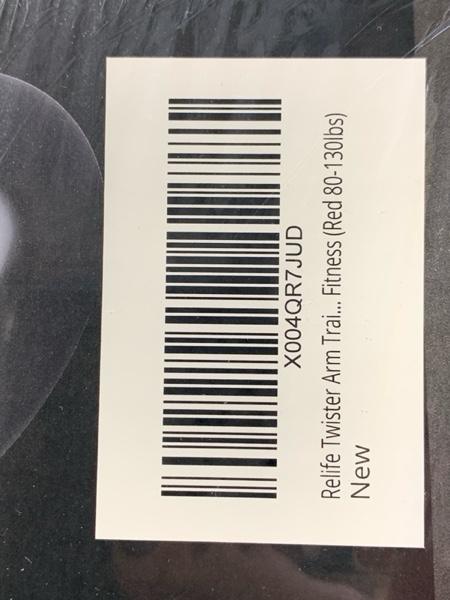 X004QR7JUD
Relife Twister Arm Trai... Fitness (Red 80-130lbs)
New